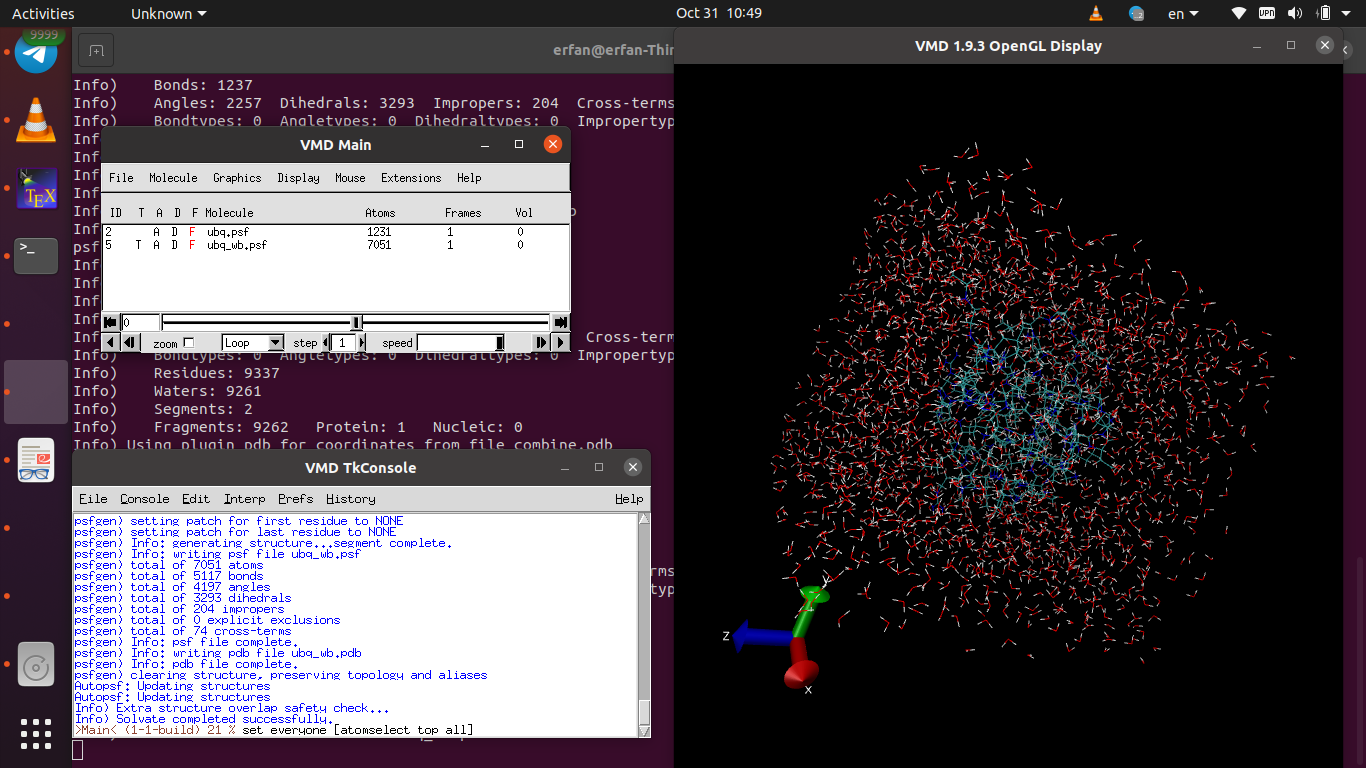 Activities
Unknown
Oct 31 10:49
en
VPN
9999
erfan@erfan-Thin
VMD 1.9.3 OpenGL Display
Info) Bonds: 1237
Info) Angles: 2257 Dihedrals: 3293 Impropers: 204 Cross-terms
Info) Bondtypes: 0 Angletypes: 0 Dihedraltypes: 0 Impropertyp
VMD Main
File Molecule Graphics Display Mouse Extensions Help
ID T A D F Molecule Atoms Frames Vol
2 A D F ubq.psf 1231 1 0
5 T A D F ubq_wb.psf 7051 1 0
0
zoom Loop step 1 speed
Inf
Inf
Inf
Inf
Inf
psf
Inf
Inf
Inf
Inf
Inf
Cross-term
Info) Bondtypes: 0 Angletypes: 0 Dihedraltypes: 0 Impropertyp
Info) Residues: 9337
Info) Waters: 9261
Info) Segments: 2
Info) Fragments: 9262 Protein: 1 Nucleic: 0
Info) Using plugin pdb for coordinates from file combine.pdb
VMD TkConsole
File Console Edit Interp Prefs History Help
psfgen) setting patch for first residue to NONE
psfgen) setting patch for last residue to NONE
psfgen) Info: generating structure...segment complete.
psfgen) Info: writing psf file ubq_wb.psf
psfgen) total of 7051 atoms
psfgen) total of 5117 bonds
psfgen) total of 4197 angles
psfgen) total of 3293 dihedrals
psfgen) total of 204 impropers
psfgen) total of 0 explicit exclusions
psfgen) total of 74 cross-terms
psfgen) Info: psf file complete.
psfgen) Info: writing pdb file ubq_wb.pdb
psfgen) Info: pdb file complete.
psfgen) clearing structure, preserving topology and aliases
Autopsf: Updating structures
Autopsf: Updating structures
Info) Extra structure overlap safety check...
Info) Solvate completed successfully.
>Main< (1-1-build) 21 % set everyone [atomselect top all]
rms
typ
TEX
>_
y
z
x